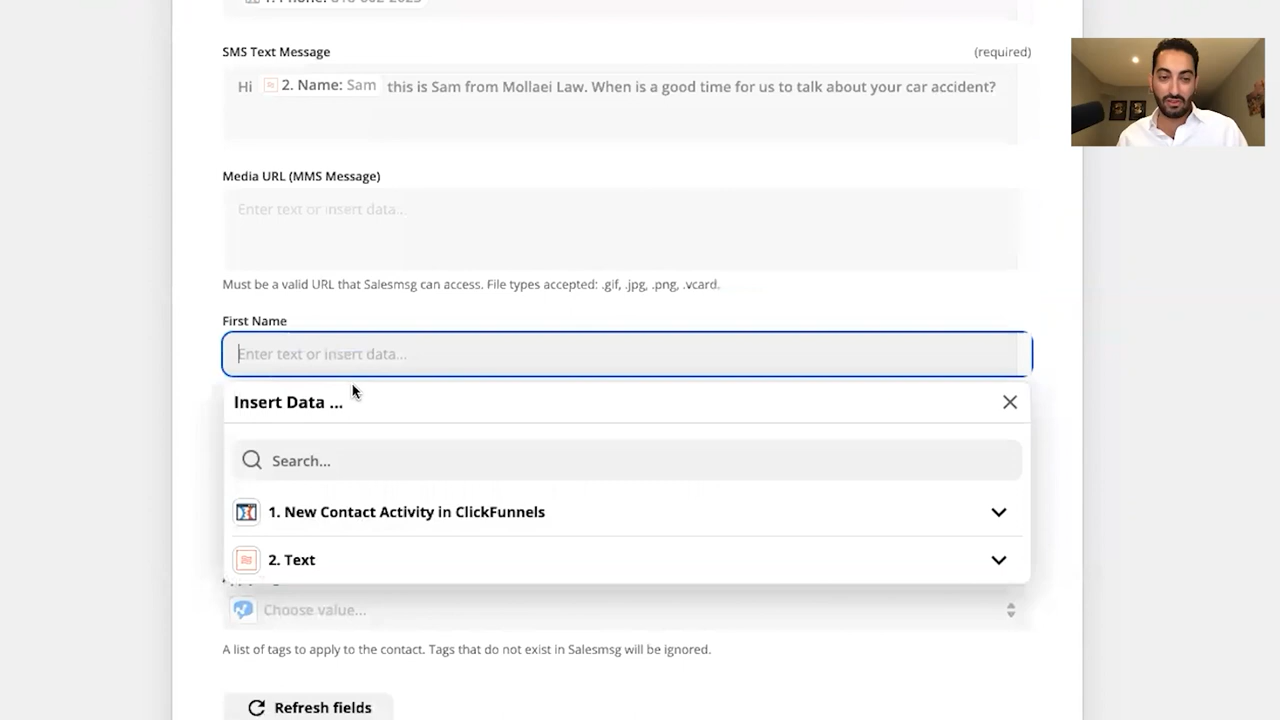 SMS Text Message (required)
Hi 2. Name: Sam this is Sam from Mollaei Law. When is a good time for us to talk about your car accident?
Media URL (MMS Message)
Enter text or insert data...
Must be a valid URL that Salesmsg can access. File types accepted: .gif, .jpg, .png, .vcard.
First Name
Enter text or insert data...
Insert Data ...
Search...
1. New Contact Activity in ClickFunnels
2. Text
Choose value...
A list of tags to apply to the contact. Tags that do not exist in Salesmsg will be ignored.
Refresh fields